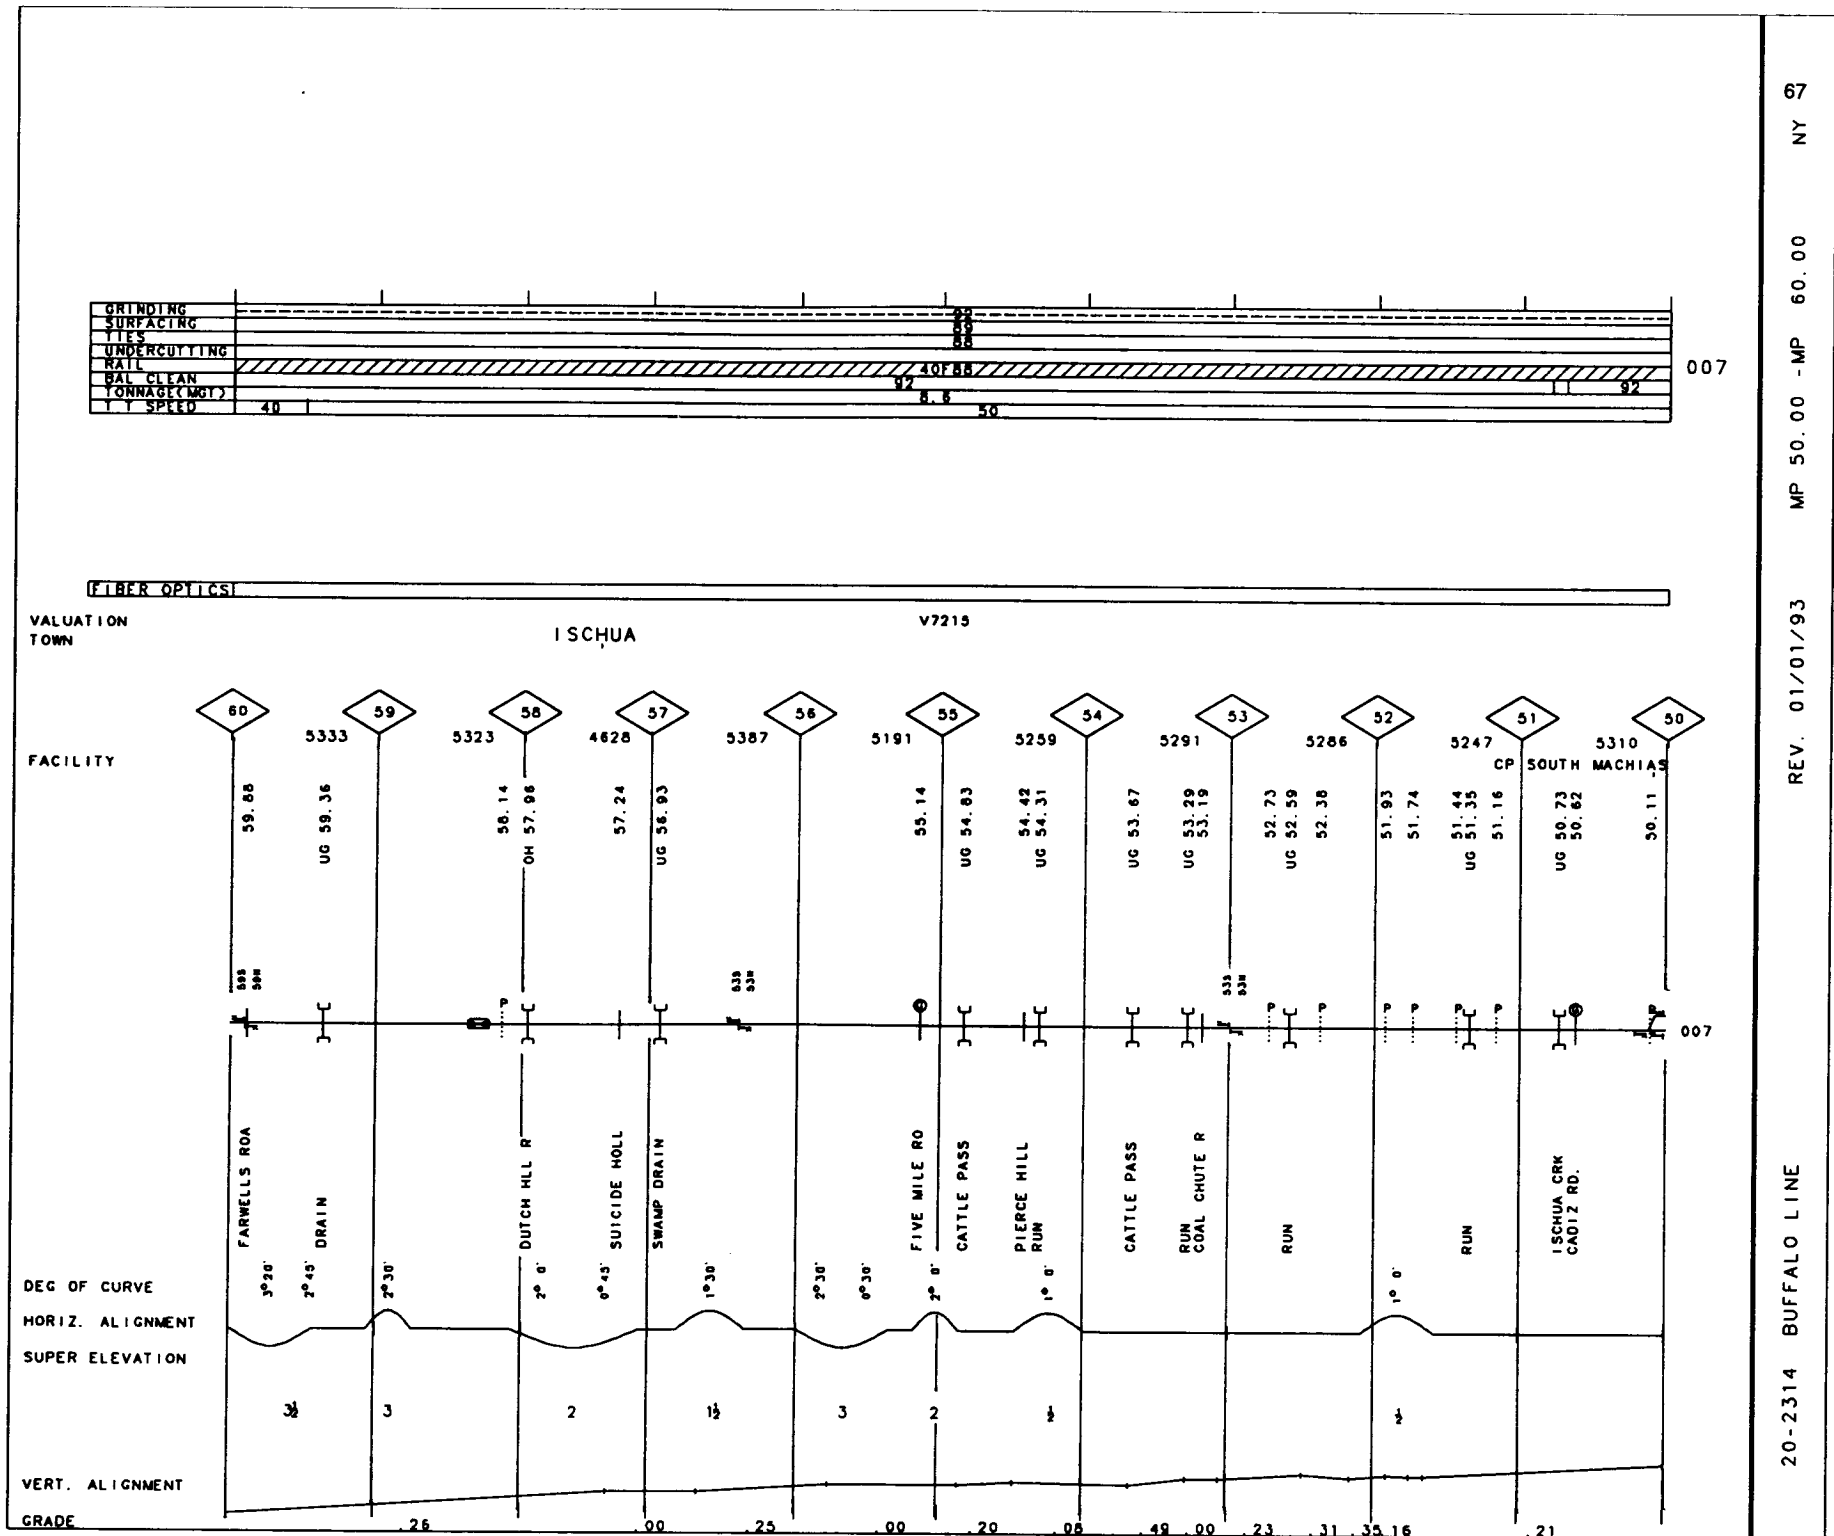 GRINDING 92
SURFACING 89
TIES 88
UNDERCUTTING
RAIL 40F88 007
BAL CLEAN 92 92
TONNAGE(MGT) 8.6
T T SPEED 40 50
FIBER OPTICS
VALUATION V7215
TOWN ISCHUA
60 59 58 57 56 55 54 53 52 51 50
5333 5323 4628 5387 5191 5259 5291 5286 5247 5310
FACILITY CP SOUTH MACHIAS
59.88
UG 59.36
58.14
OH 57.96
57.24
UG 56.93
55.14
UG 54.83
54.42
UG 54.31
UG 53.67
UG 53.29
53.19
52.73
UG 52.59
52.38
51.93
51.74
51.44
UG 51.35
51.16
UG 50.73
50.62
50.11
59S
59N
53S
53N
53S
53N
P P P P P P P P
007
FARWELLS ROA
DRAIN
DUTCH HLL R
SUICIDE HOLL
SWAMP DRAIN
FIVE MILE RO
CATTLE PASS
PIERCE HILL
RUN
CATTLE PASS
RUN
COAL CHUTE R
RUN
RUN
ISCHUA CRK
CADIZ RD.
DEG OF CURVE 3°20' 2°45' 2°30' 2° 0' 0°45' 1°30' 2°30' 0°30' 2° 0' 1° 0' 1° 0'
HORIZ. ALIGNMENT
SUPER ELEVATION
3½ 3 2 1½ 3 2 ½ ½
VERT. ALIGNMENT
GRADE .26 .00 .25 .00 .20 .08 .49 .00 .23 .31 .35 .16 .21
20-2314 BUFFALO LINE REV. 01/01/93 MP 50.00 -MP 60.00 NY 67